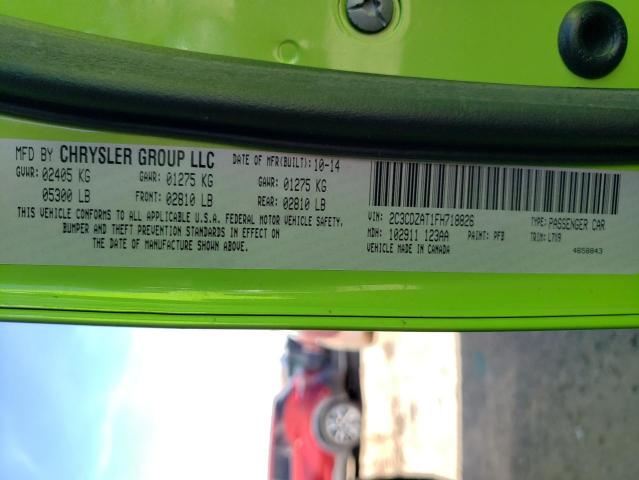 MFD BY CHRYSLER GROUP LLC DATE OF MFR(BUILT): 10-14
GVWR: 02405 KG GAWR: 01275 KG GAWR: 01275 KG
05300 LB FRONT: 02810 LB REAR: 02810 LB
THIS VEHICLE CONFORMS TO ALL APPLICABLE U.S.A. FEDERAL MOTOR VEHICLE SAFETY,
BUMPER AND THEFT PREVENTION STANDARDS IN EFFECT ON
THE DATE OF MANUFACTURE SHOWN ABOVE.
VIN: 2C3CDZAT1FH718826 TYPE: PASSENGER CAR
MDH: 102911 123AA PAINT: PFB TRIM: L7X9
VEHICLE MADE IN CANADA 4658843